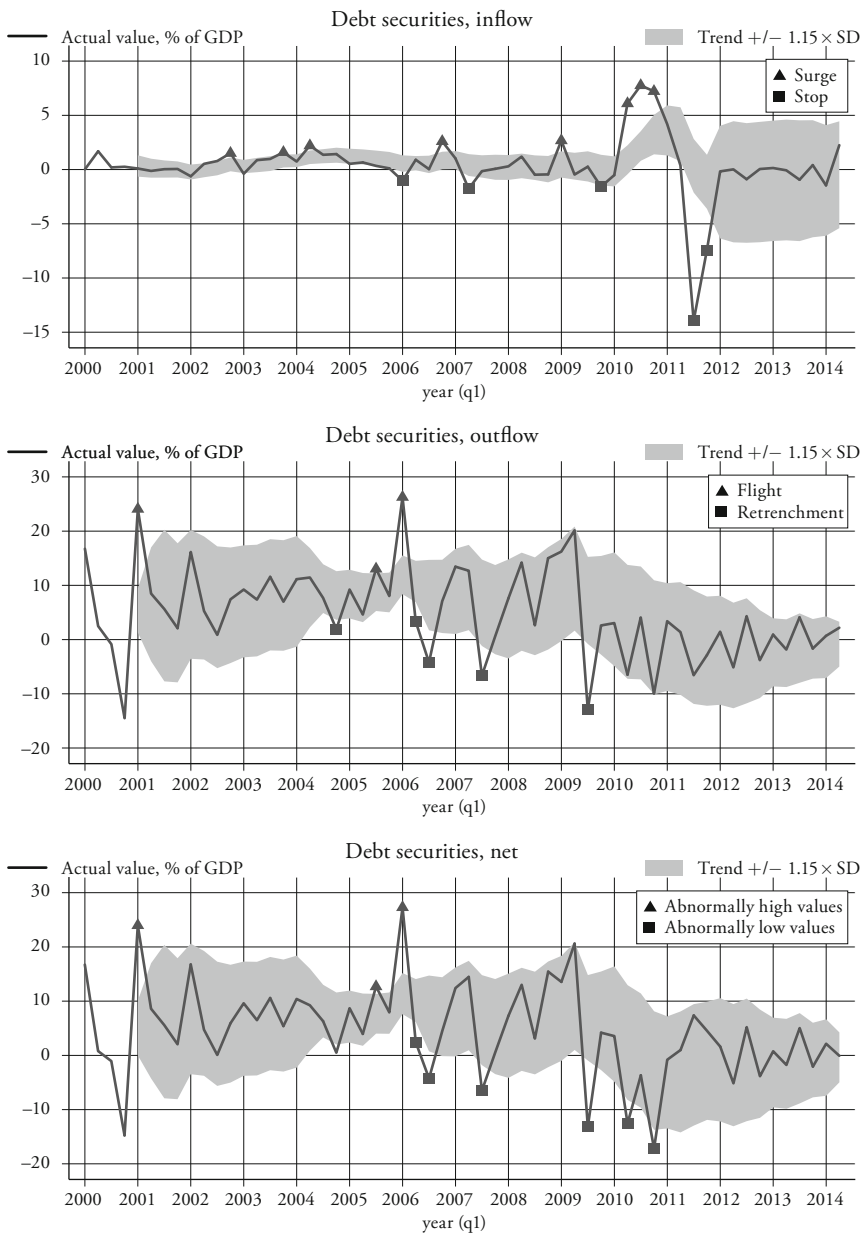 Debt securities, inflow
Actual value, % of GDP
Trend +/− 1.15 × SD
Surge
Stop
10
5
0
−5
−10
−15
2000 2001 2002 2003 2004 2005 2006 2007 2008 2009 2010 2011 2012 2013 2014
year (q1)
Debt securities, outflow
Actual value, % of GDP
Trend +/− 1.15 × SD
Flight
Retrenchment
30
20
10
0
−10
−20
2000 2001 2002 2003 2004 2005 2006 2007 2008 2009 2010 2011 2012 2013 2014
year (q1)
Debt securities, net
Actual value, % of GDP
Trend +/− 1.15 × SD
Abnormally high values
Abnormally low values
30
20
10
0
−10
−20
2000 2001 2002 2003 2004 2005 2006 2007 2008 2009 2010 2011 2012 2013 2014
year (q1)